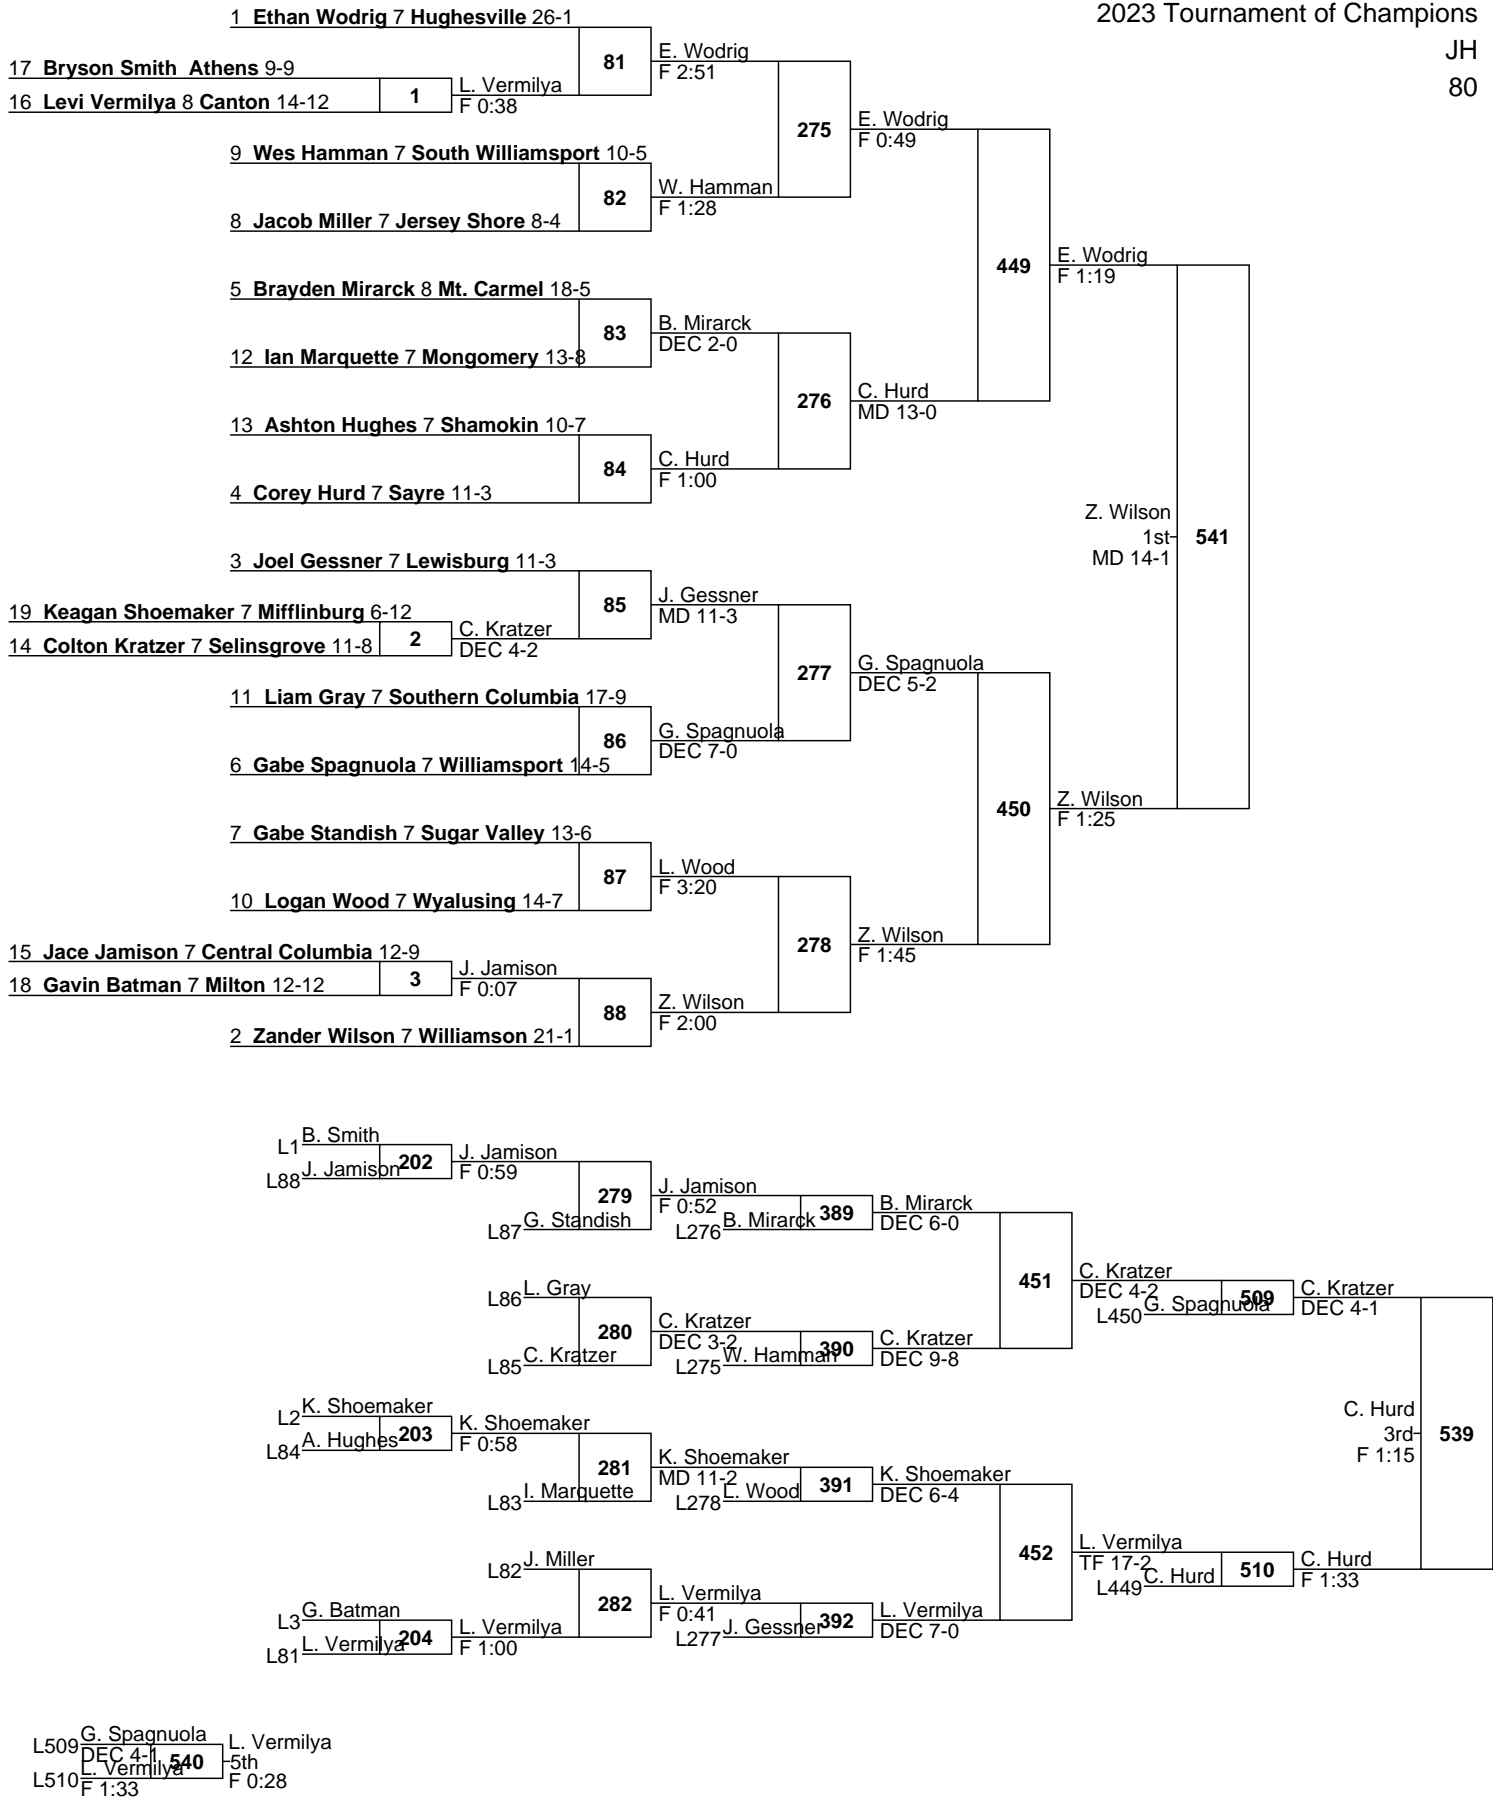 2023 Tournament of Champions
JH
80
1 Ethan Wodrig 7 Hughesville 26-1
17 Bryson Smith Athens 9-9
16 Levi Vermilya 8 Canton 14-12
1
L. Vermilya
F 0:38
81
E. Wodrig
F 2:51
9 Wes Hamman 7 South Williamsport 10-5
8 Jacob Miller 7 Jersey Shore 8-4
82
W. Hamman
F 1:28
275
E. Wodrig
F 0:49
5 Brayden Mirarck 8 Mt. Carmel 18-5
12 Ian Marquette 7 Mongomery 13-8
83
B. Mirarck
DEC 2-0
13 Ashton Hughes 7 Shamokin 10-7
4 Corey Hurd 7 Sayre 11-3
84
C. Hurd
F 1:00
276
C. Hurd
MD 13-0
449
E. Wodrig
F 1:19
3 Joel Gessner 7 Lewisburg 11-3
19 Keagan Shoemaker 7 Mifflinburg 6-12
14 Colton Kratzer 7 Selinsgrove 11-8
2
C. Kratzer
DEC 4-2
85
J. Gessner
MD 11-3
11 Liam Gray 7 Southern Columbia 17-9
6 Gabe Spagnuola 7 Williamsport 14-5
86
G. Spagnuola
DEC 7-0
277
G. Spagnuola
DEC 5-2
7 Gabe Standish 7 Sugar Valley 13-6
10 Logan Wood 7 Wyalusing 14-7
87
L. Wood
F 3:20
15 Jace Jamison 7 Central Columbia 12-9
18 Gavin Batman 7 Milton 12-12
3
J. Jamison
F 0:07
2 Zander Wilson 7 Williamson 21-1
88
Z. Wilson
F 2:00
278
Z. Wilson
F 1:45
450
Z. Wilson
F 1:25
Z. Wilson
1st
MD 14-1
541
L1 B. Smith
L88 J. Jamison
202
J. Jamison
F 0:59
L87 G. Standish
279
J. Jamison
F 0:52
L276 B. Mirarck
389
B. Mirarck
DEC 6-0
L86 L. Gray
L85 C. Kratzer
280
C. Kratzer
DEC 3-2
L275 W. Hamman
390
C. Kratzer
DEC 9-8
451
C. Kratzer
DEC 4-2
L450 G. Spagnuola
509
C. Kratzer
DEC 4-1
L2 K. Shoemaker
L84 A. Hughes
203
K. Shoemaker
F 0:58
L83 I. Marquette
281
K. Shoemaker
MD 11-2
L278 L. Wood
391
K. Shoemaker
DEC 6-4
L82 J. Miller
L3 G. Batman
L81 L. Vermilya
204
L. Vermilya
F 1:00
282
L. Vermilya
F 0:41
L277 J. Gessner
392
L. Vermilya
DEC 7-0
452
L. Vermilya
TF 17-2
L449 C. Hurd
510
C. Hurd
F 1:33
C. Hurd
3rd
F 1:15
539
L509 G. Spagnuola
DEC 4-1
L510 L. Vermilya
F 1:33
540
L. Vermilya
5th
F 0:28